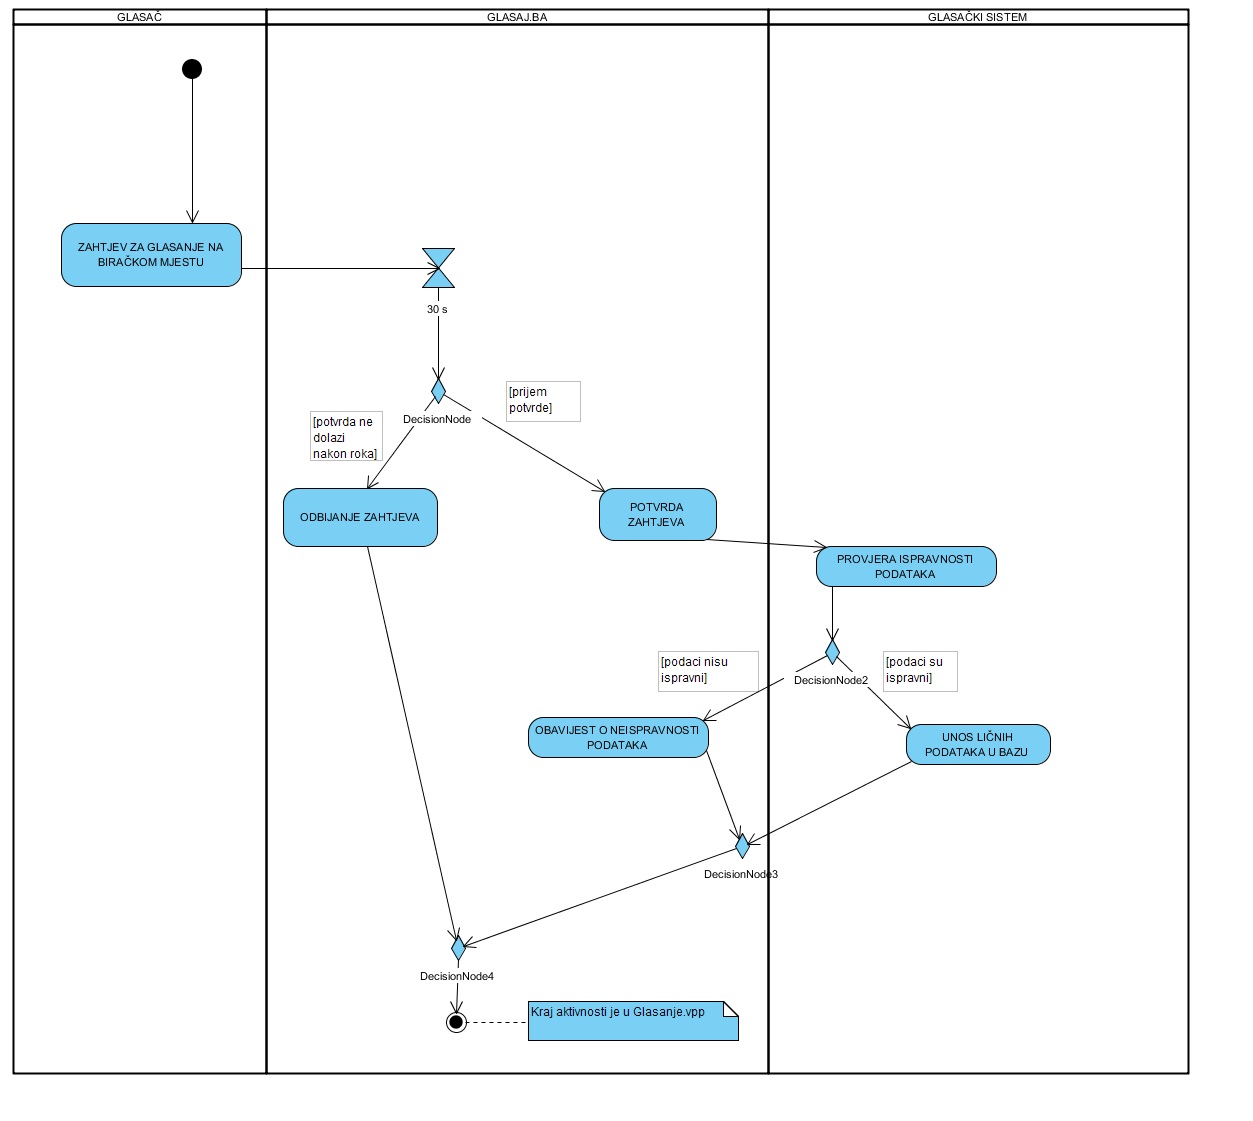 GLASAČ
GLASAJ.BA
GLASAČKI SISTEM
ZAHTJEV ZA GLASANJE NA
BIRAČKOM MJESTU
30 s
[prijem
potvrde]
DecisionNode
[potvrda ne
dolazi
nakon roka]
ODBIJANJE ZAHTJEVA
POTVRDA
ZAHTJEVA
PROVJERA ISPRAVNOSTI
PODATAKA
[podaci nisu
ispravni]
DecisionNode2
[podaci su
ispravni]
OBAVIJEST O NEISPRAVNOSTI
PODATAKA
UNOS LIČNIH
PODATAKA U BAZU
DecisionNode3
DecisionNode4
Kraj aktivnosti je u Glasanje.vpp